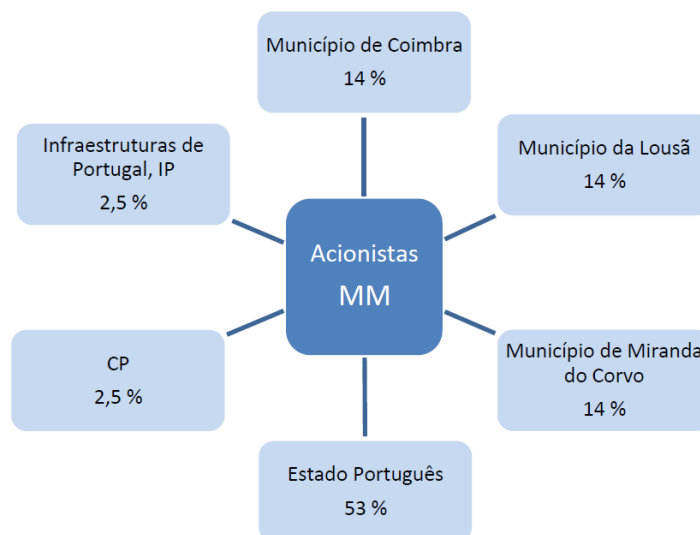 Município de Coimbra
14 %
Infraestruturas de
Portugal, IP
2,5 %
Município da Lousã
14 %
Acionistas
MM
CP
2,5 %
Município de Miranda
do Corvo
14 %
Estado Português
53 %